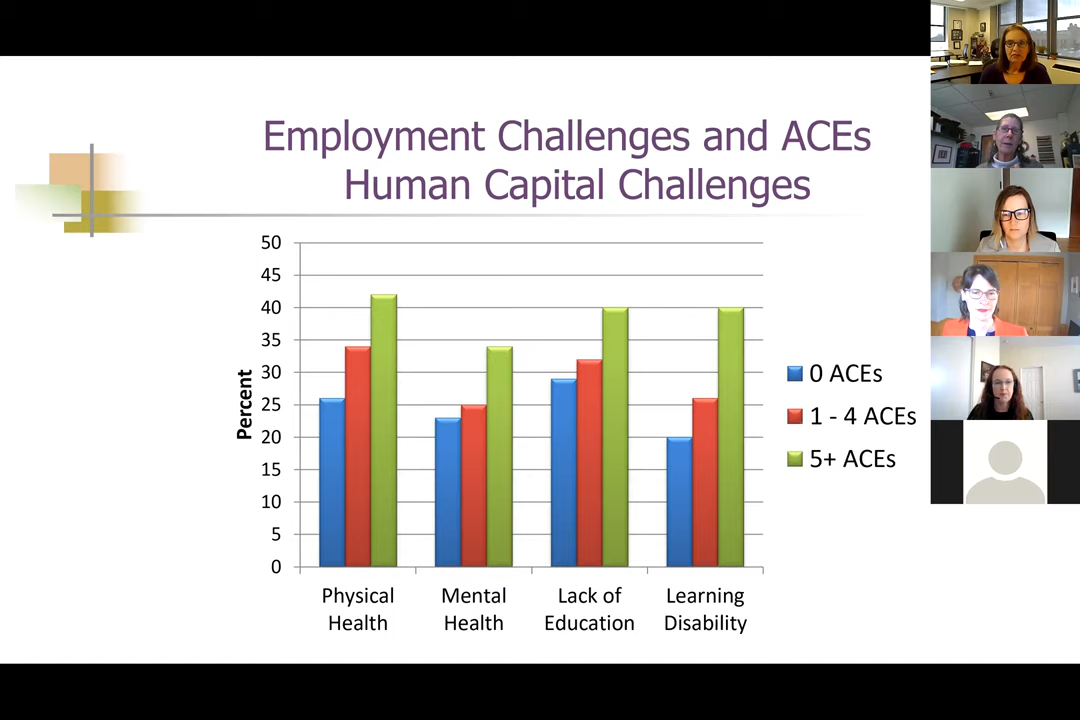 Employment Challenges and ACEs
Human Capital Challenges
Percent
50
45
40
35
30
25
20
15
10
5
0
Physical Health
Mental Health
Lack of Education
Learning Disability
0 ACEs
1 - 4 ACEs
5+ ACEs